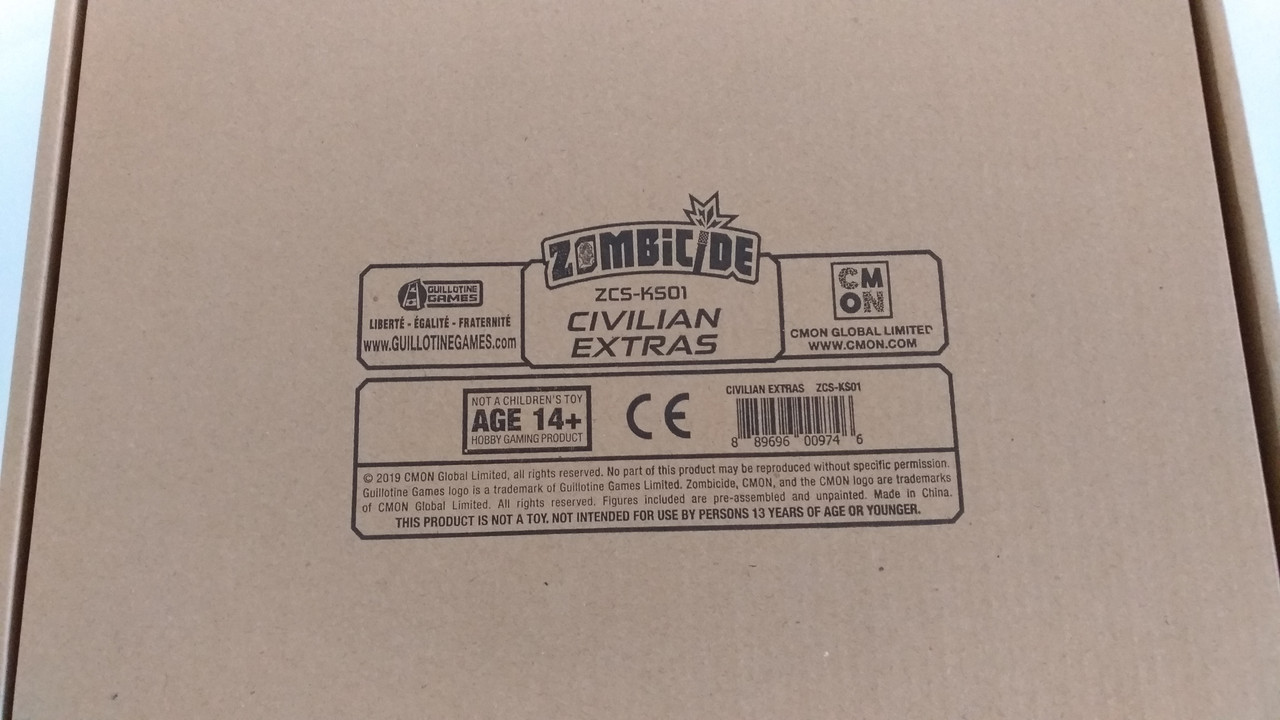 ZOMBICIDE
GUILLOTINE
GAMES
LIBERTÉ - ÉGALITÉ - FRATERNITÉ
www.GUILLOTINEGAMES.com
ZCS-KS01
CIVILIAN
EXTRAS
CM
ON
CMON GLOBAL LIMITED
WWW.CMON.COM
NOT A CHILDREN'S TOY
AGE 14+
HOBBY GAMING PRODUCT
CE
CIVILIAN EXTRAS ZCS-KS01
8 89696 00974 6
© 2019 CMON Global Limited, all rights reserved. No part of this product may be reproduced without specific permission.
Guillotine Games logo is a trademark of Guillotine Games Limited. Zombicide, CMON, and the CMON logo are trademarks
of CMON Global Limited. All rights reserved. Figures included are pre-assembled and unpainted. Made in China.
THIS PRODUCT IS NOT A TOY. NOT INTENDED FOR USE BY PERSONS 13 YEARS OF AGE OR YOUNGER.